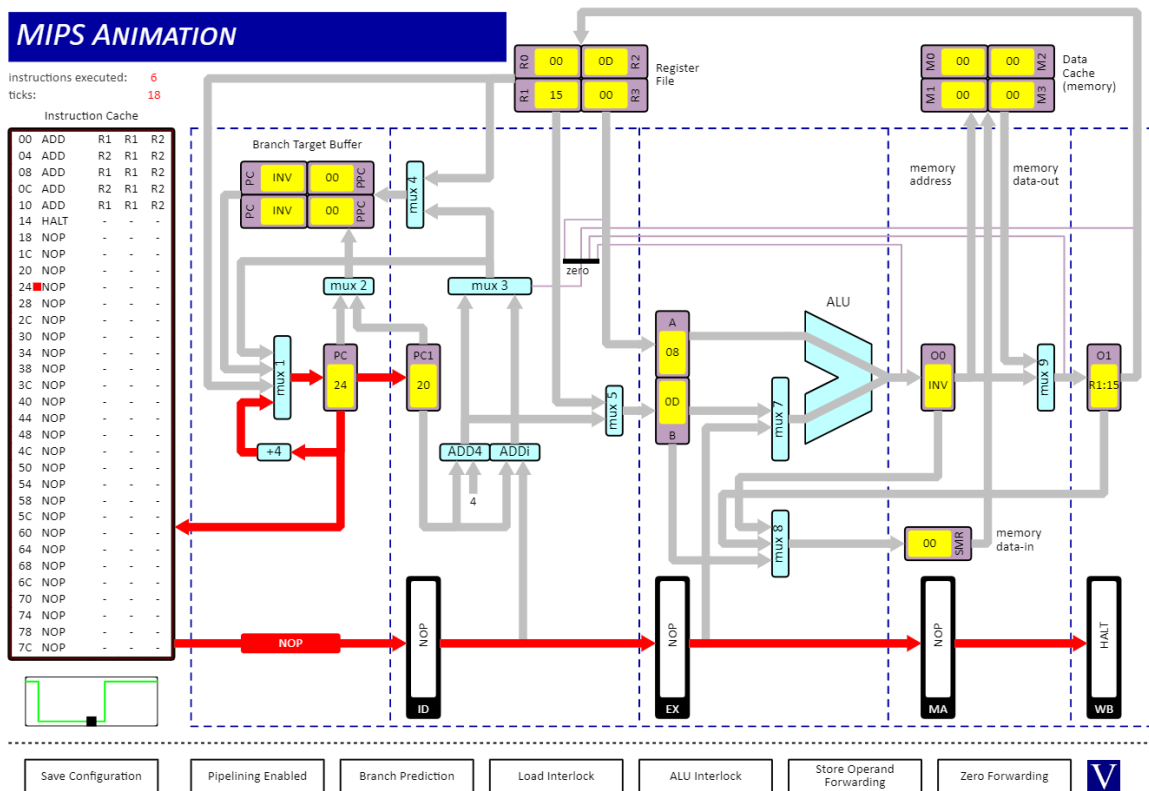 MIPS ANIMATION
instructions executed: 6
ticks: 18
Instruction Cache
00 ADD R1 R1 R2
04 ADD R2 R1 R2
08 ADD R1 R1 R2
0C ADD R2 R1 R2
10 ADD R1 R1 R2
14 HALT - - -
18 NOP - - -
1C NOP - - -
20 NOP - - -
24 NOP - - -
28 NOP - - -
2C NOP - - -
30 NOP - - -
34 NOP - - -
38 NOP - - -
3C NOP - - -
40 NOP - - -
44 NOP - - -
48 NOP - - -
4C NOP - - -
50 NOP - - -
54 NOP - - -
58 NOP - - -
5C NOP - - -
60 NOP - - -
64 NOP - - -
68 NOP - - -
6C NOP - - -
70 NOP - - -
74 NOP - - -
78 NOP - - -
7C NOP - - -
R0 00 0D R2
R1 15 00 R3
Register
File
M0 00 00 M2
M1 00 00 M3
Data
Cache
(memory)
Branch Target Buffer
PC INV 00 PPC
PC INV 00 PPC
mux 4
memory
address
memory
data-out
zero
mux 2
mux 3
ALU
mux 1
PC
24
PC1
20
mux 5
A
08
0D
B
mux 7
O0
INV
mux 9
O1
R1:15
+4
ADD4
ADDi
4
mux 8
00 SMR
memory
data-in
NOP
NOP
ID
NOP
EX
NOP
MA
HALT
WB
Save Configuration
Pipelining Enabled
Branch Prediction
Load Interlock
ALU Interlock
Store Operand
Forwarding
Zero Forwarding
V